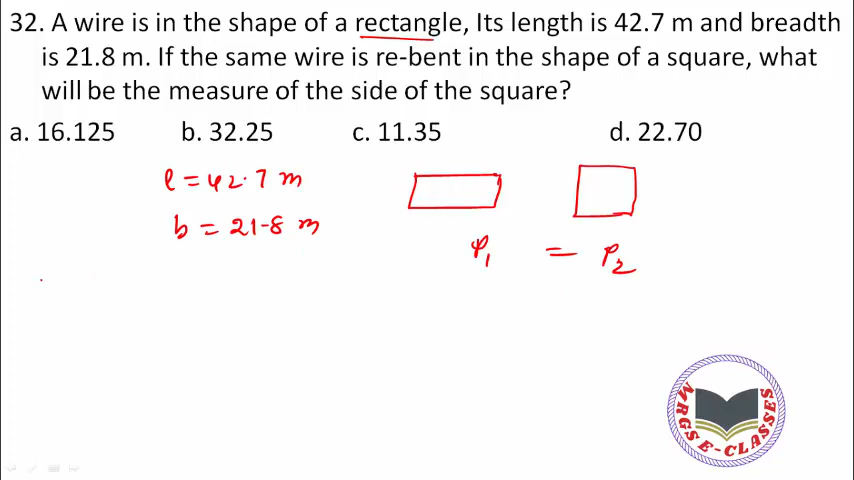 32. A wire is in the shape of a rectangle, Its length is 42.7 m and breadth
is 21.8 m. If the same wire is re-bent in the shape of a square, what
will be the measure of the side of the square?
a. 16.125 b. 32.25 c. 11.35 d. 22.70
l = 42.7 m
b = 21.8 m
P1 = P2
MRGS E-CLASSES